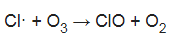 Cl· + O₃ → ClO + O₂